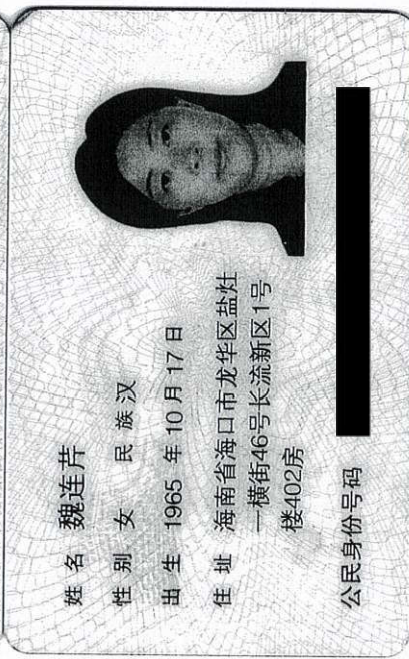 姓名 魏连芹
性别 女 民族 汉
出生 1965 年 10 月 17 日
住址 海南省海口市龙华区盐灶
一横街46号长流新区1号
楼402房
公民身份号码